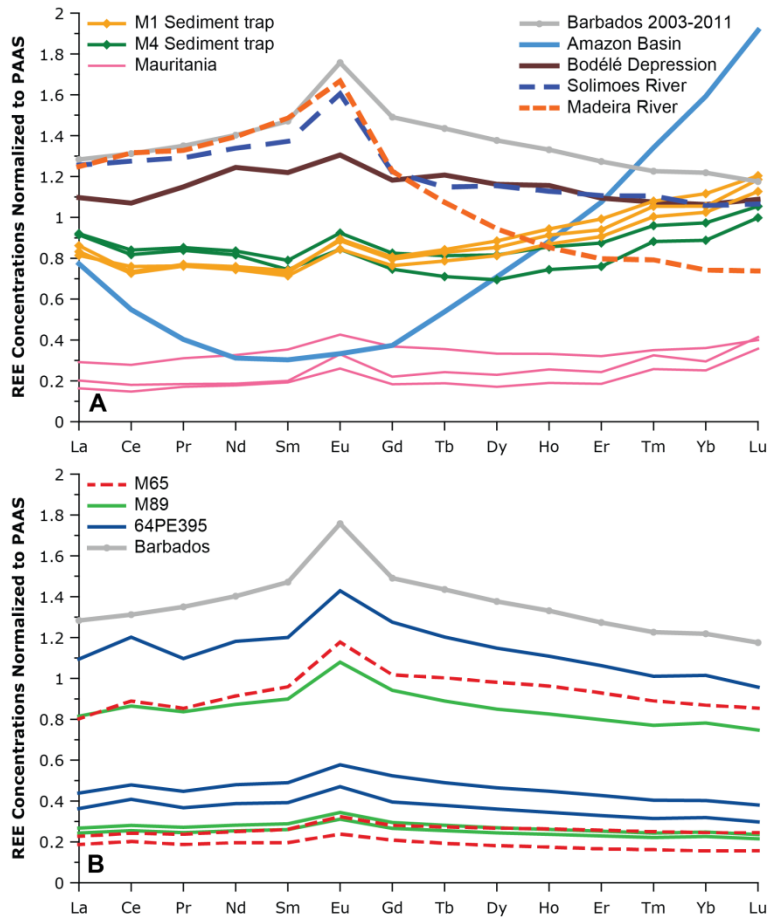 M1 Sediment trap
M4 Sediment trap
Mauritania
Barbados 2003-2011
Amazon Basin
Bodélé Depression
Solimoes River
Madeira River
REE Concentrations Normalized to PAAS
2
1.8
1.6
1.4
1.2
1
0.8
0.6
0.4
0.2
0
A
La Ce Pr Nd Sm Eu Gd Tb Dy Ho Er Tm Yb Lu
M65
M89
64PE395
Barbados
REE Concentrations Normalized to PAAS
2
1.8
1.6
1.4
1.2
1
0.8
0.6
0.4
0.2
0
B
La Ce Pr Nd Sm Eu Gd Tb Dy Ho Er Tm Yb Lu